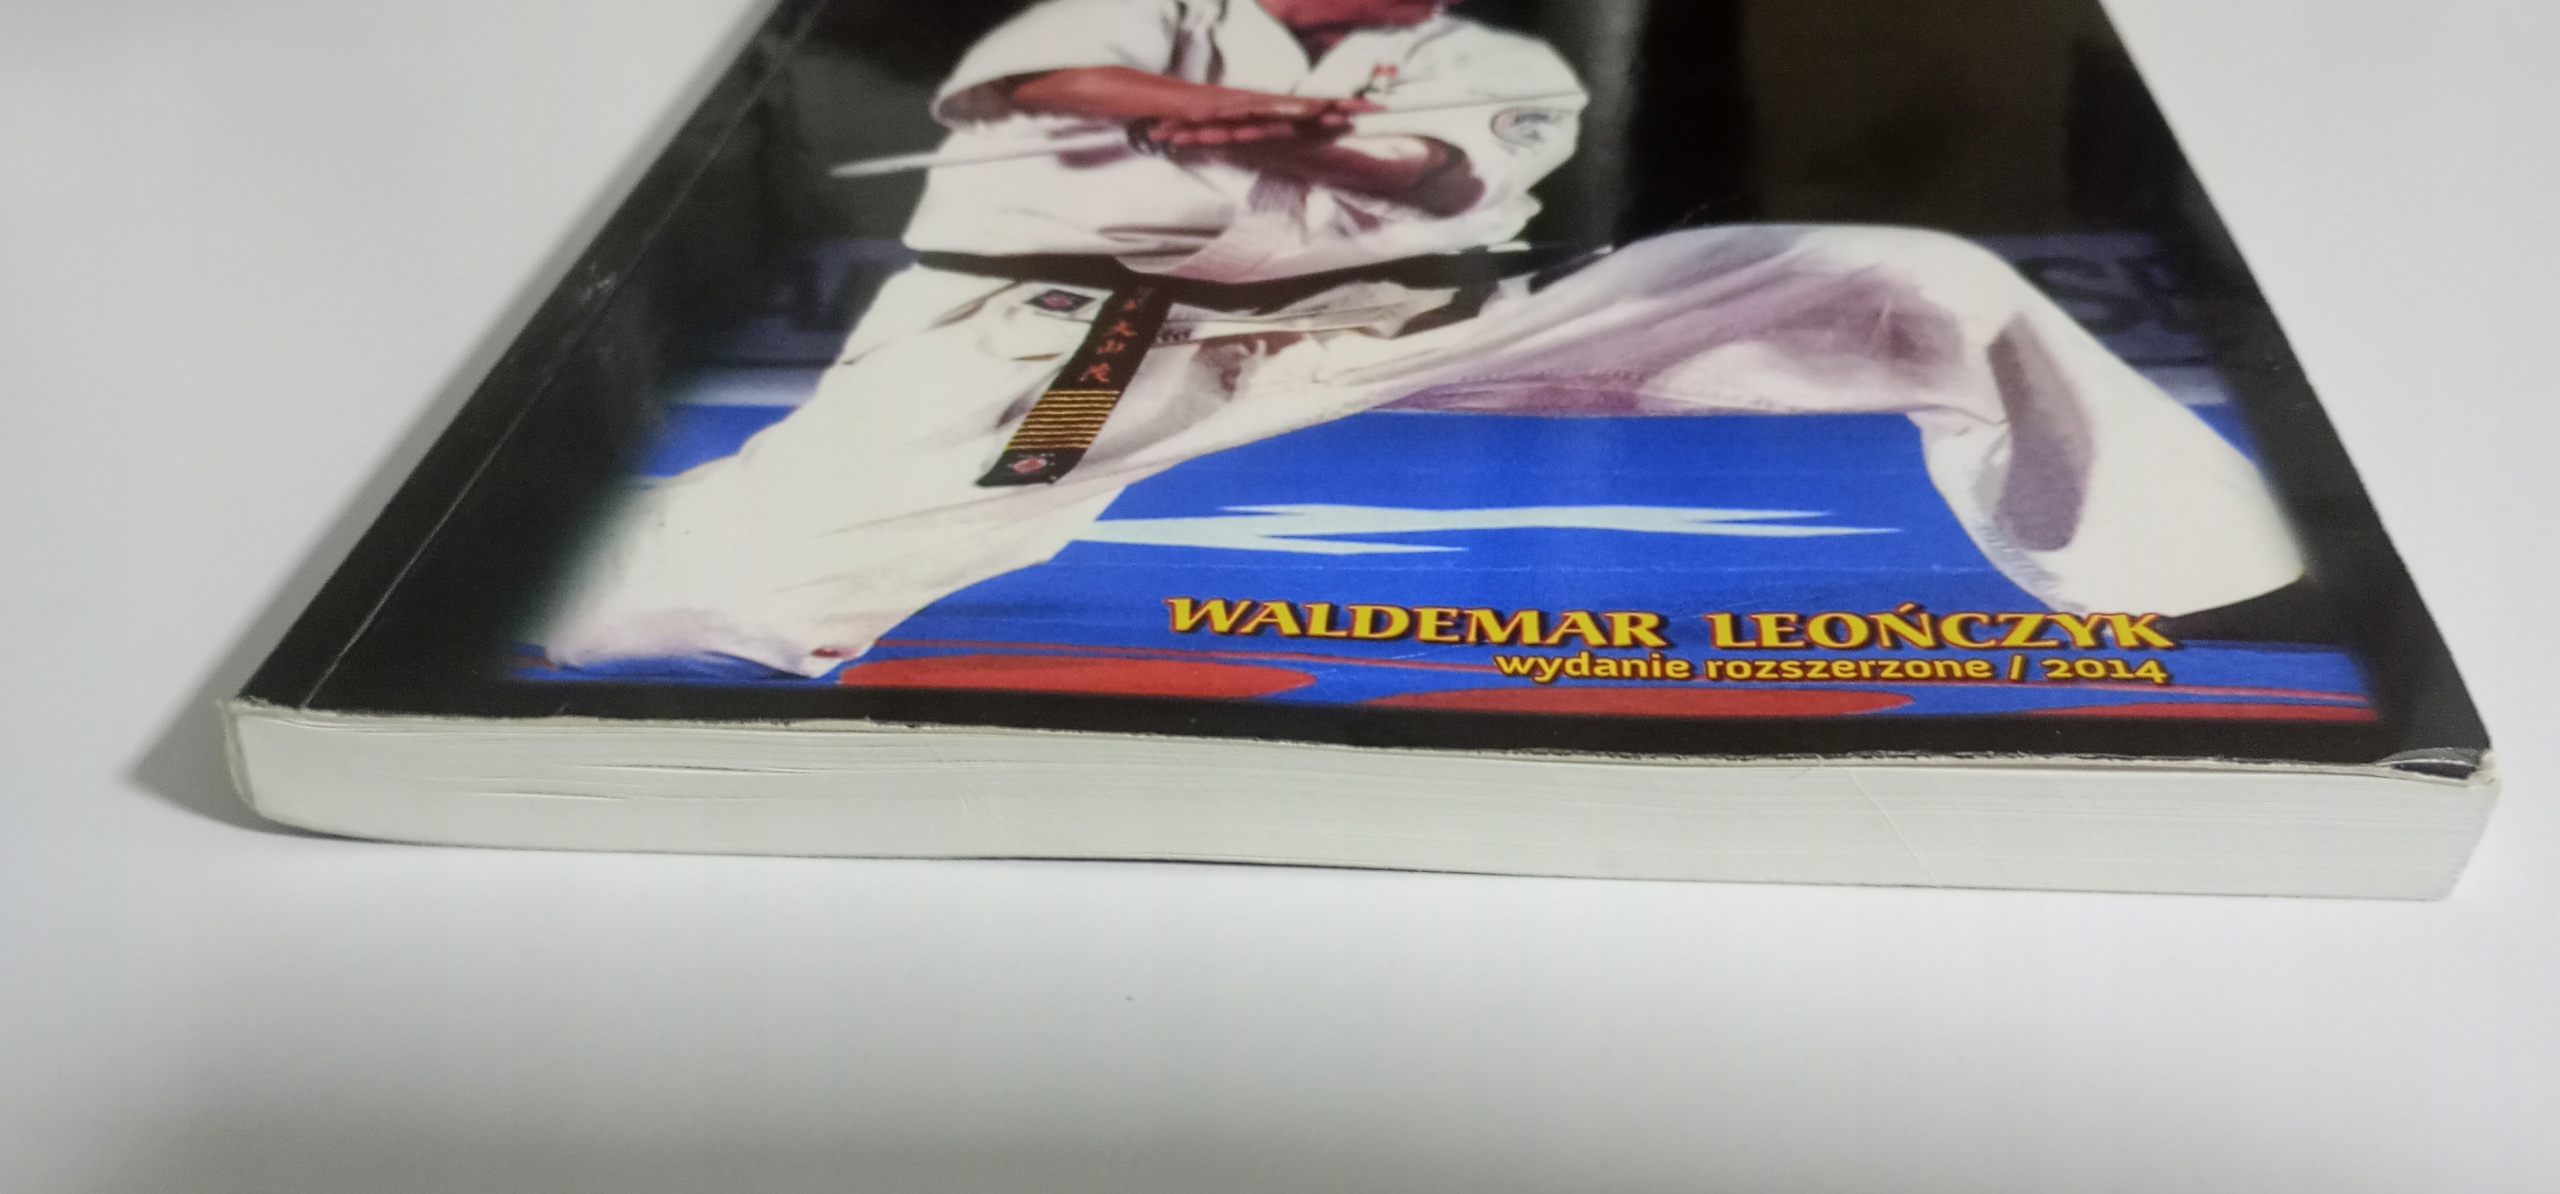 WALDEMAR LEOŃCZYK
wydanie rozszerzone / 2014